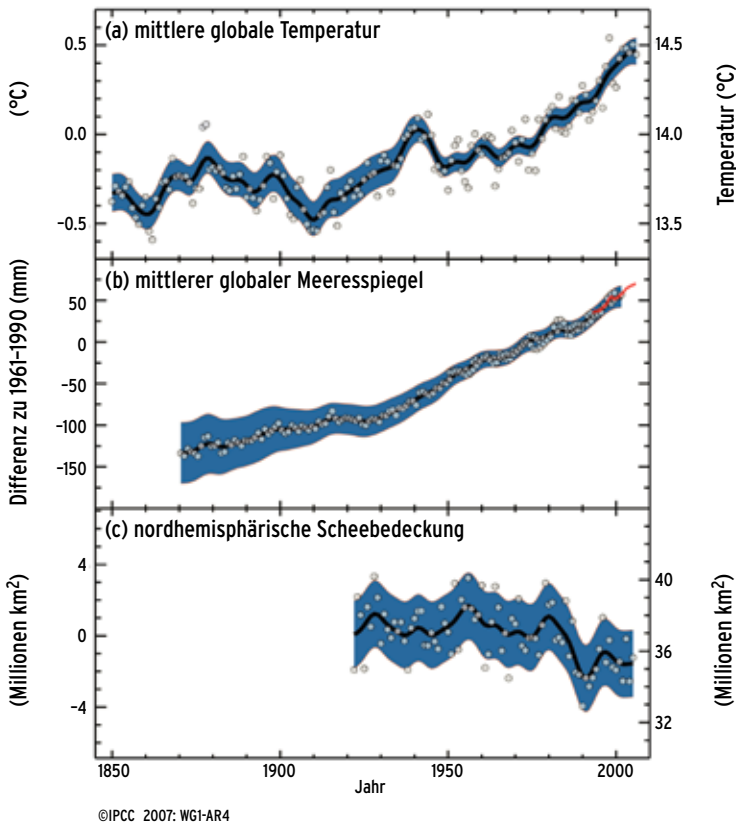 (a) mittlere globale Temperatur
(°C)
0.5
0.0
−0.5
14.5
14.0
13.5
Temperatur (°C)
(b) mittlerer globaler Meeresspiegel
Differenz zu 1961–1990 (mm)
50
0
−50
−100
−150
(c) nordhemisphärische Scheebedeckung
(Millionen km²)
4
0
−4
40
36
32
(Millionen km²)
1850 1900 1950 2000
Jahr
©IPCC 2007: WG1-AR4